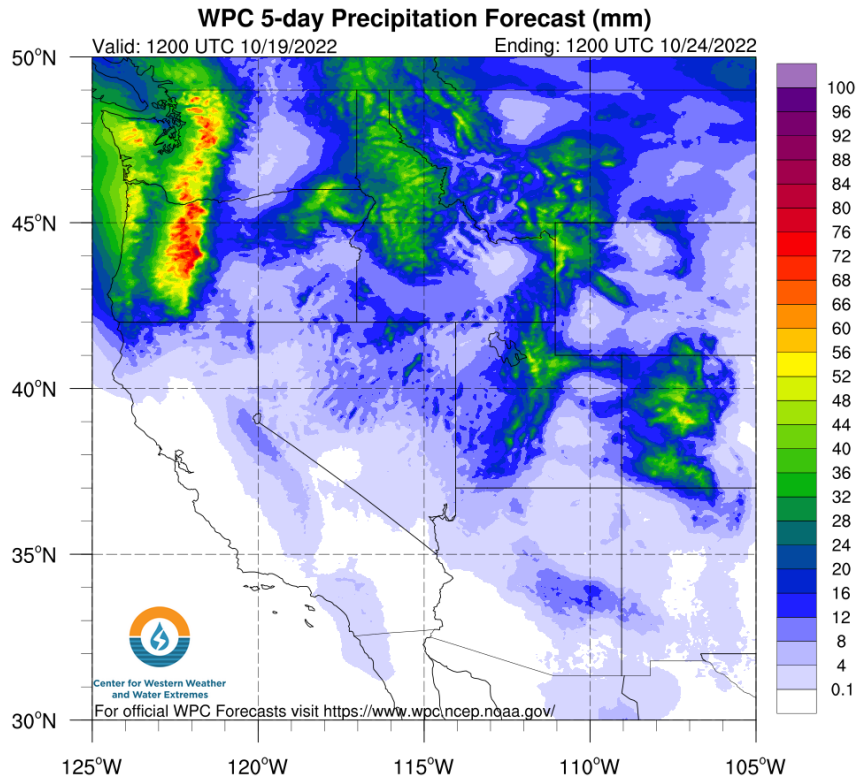 WPC 5-day Precipitation Forecast (mm)
Valid: 1200 UTC 10/19/2022 Ending: 1200 UTC 10/24/2022
50°N
45°N
40°N
35°N
30°N
125°W 120°W 115°W 110°W 105°W
100
96
92
88
84
80
76
72
68
66
60
56
52
48
44
40
36
32
28
24
20
16
12
8
4
0.1
Center for Western Weather
and Water Extremes
For official WPC Forecasts visit https://www.wpc.ncep.noaa.gov/